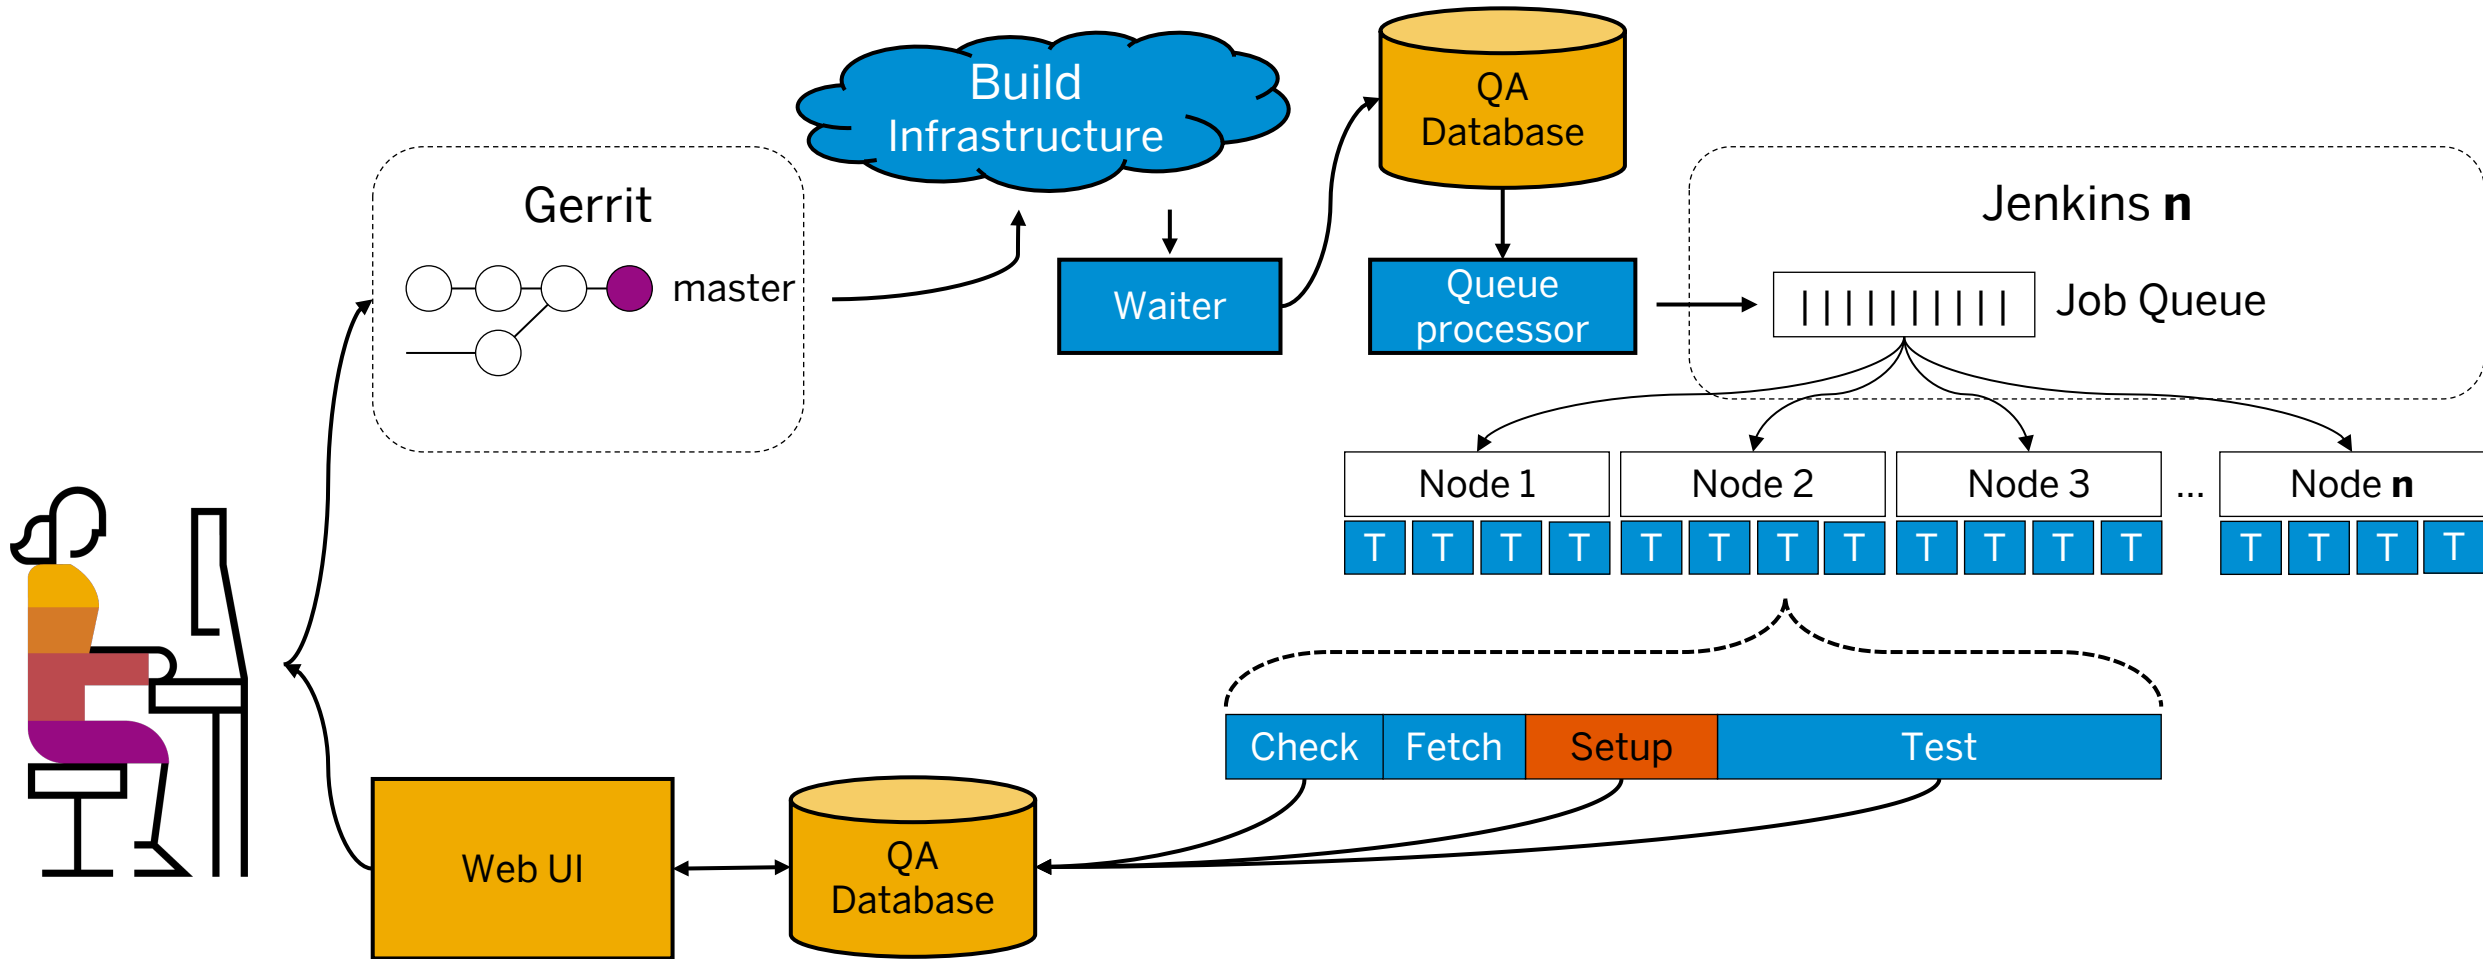 Build
Infrastructure
QA
Database
Gerrit
master
Waiter
Queue
processor
Jenkins n
Job Queue
Node 1
Node 2
Node 3
...
Node n
T T T T T T T T T T T T T T T T
Check
Fetch
Setup
Test
Web UI
QA
Database